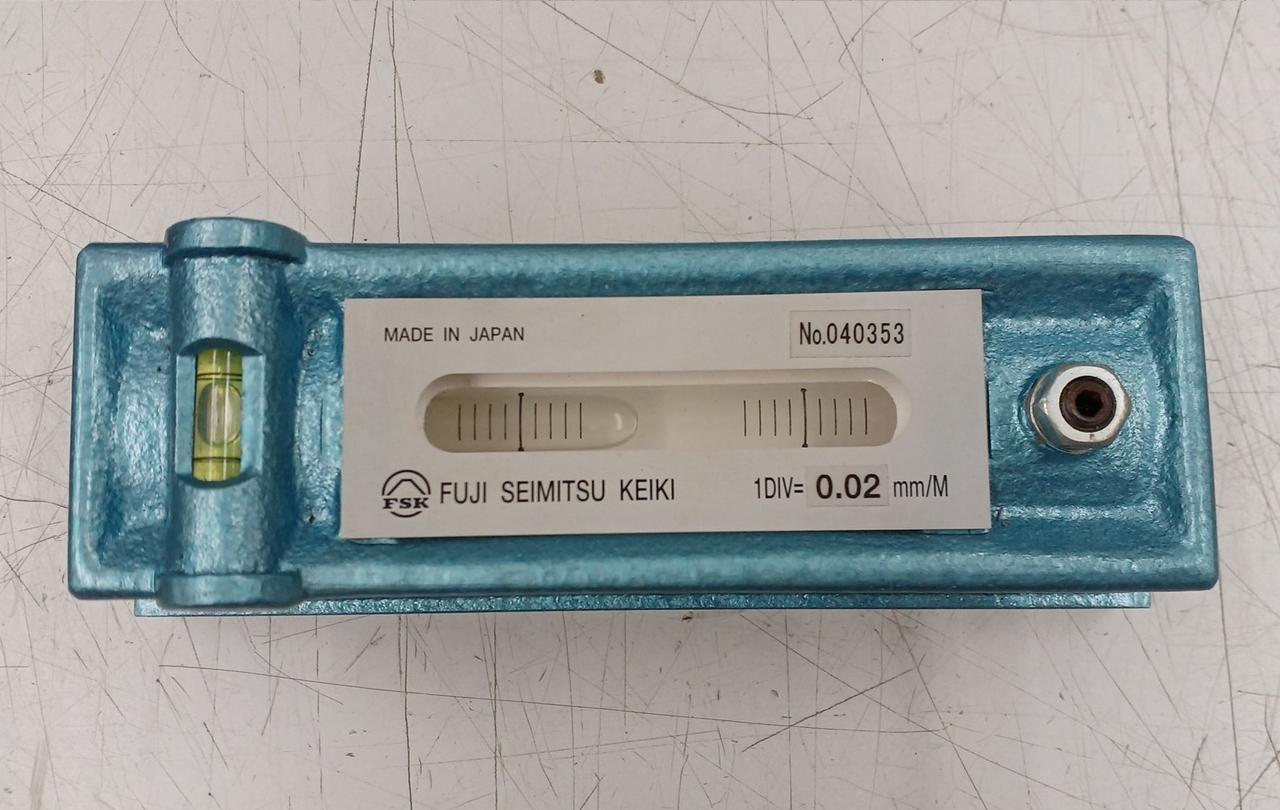 MADE IN JAPAN
No.040353
FSK FUJI SEIMITSU KEIKI
1DIV= 0.02 mm/M